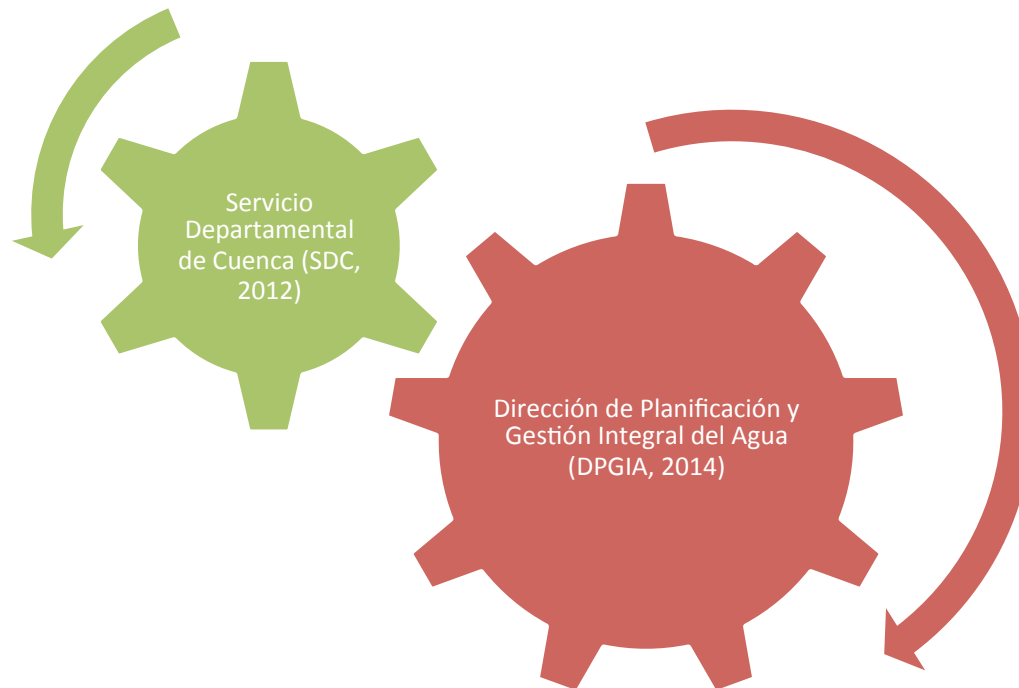 Servicio
Departamental
de Cuenca (SDC,
2012)
Dirección de Planificación y
Gestión Integral del Agua
(DPGIA, 2014)